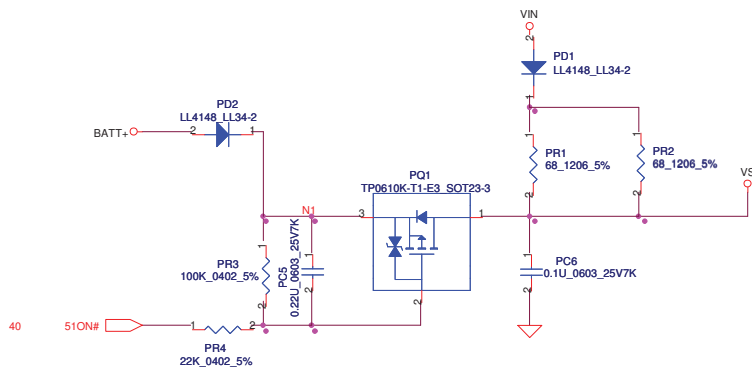 VIN
2
PD1
LL4148_LL34-2
1
PD2
LL4148_LL34-2
BATT+
2
1
1
PR1
68_1206_5%
2
1
PR2
68_1206_5%
2
VS
PQ1
TP0610K-T1-E3_SOT23-3
N1
3
1
2
1
PR3
100K_0402_5%
2
PC5
0.22U_0603_25V7K
1
2
1
PC6
0.1U_0603_25V7K
2
40
51ON#
1
2
PR4
22K_0402_5%